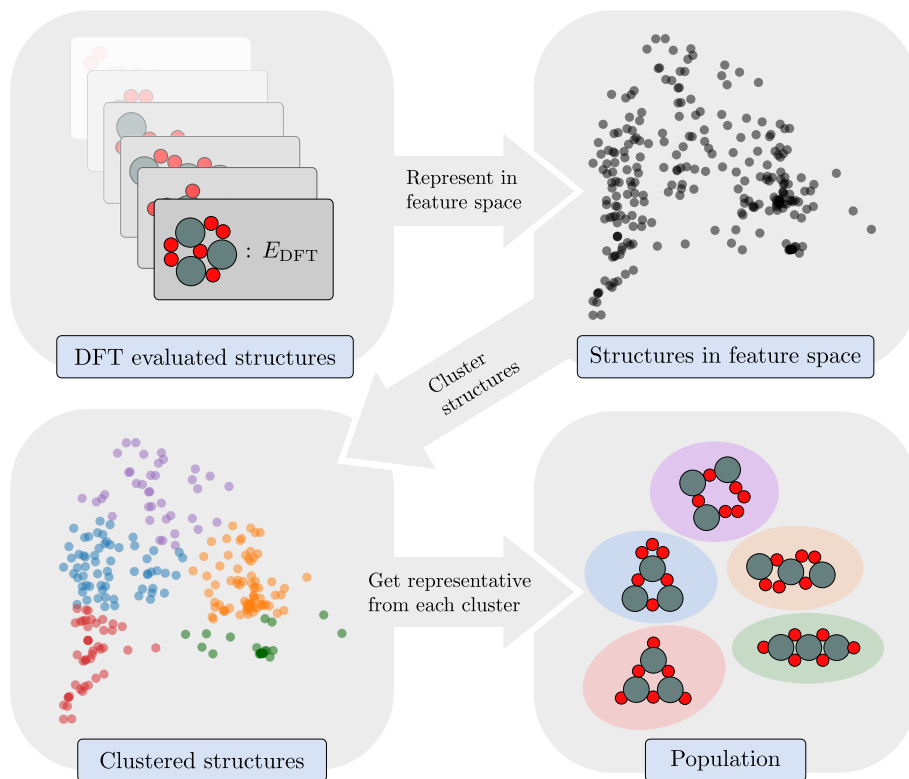 : E_DFT
DFT evaluated structures
Represent in
feature space
Structures in feature space
Cluster
structures
Clustered structures
Get representative
from each cluster
Population